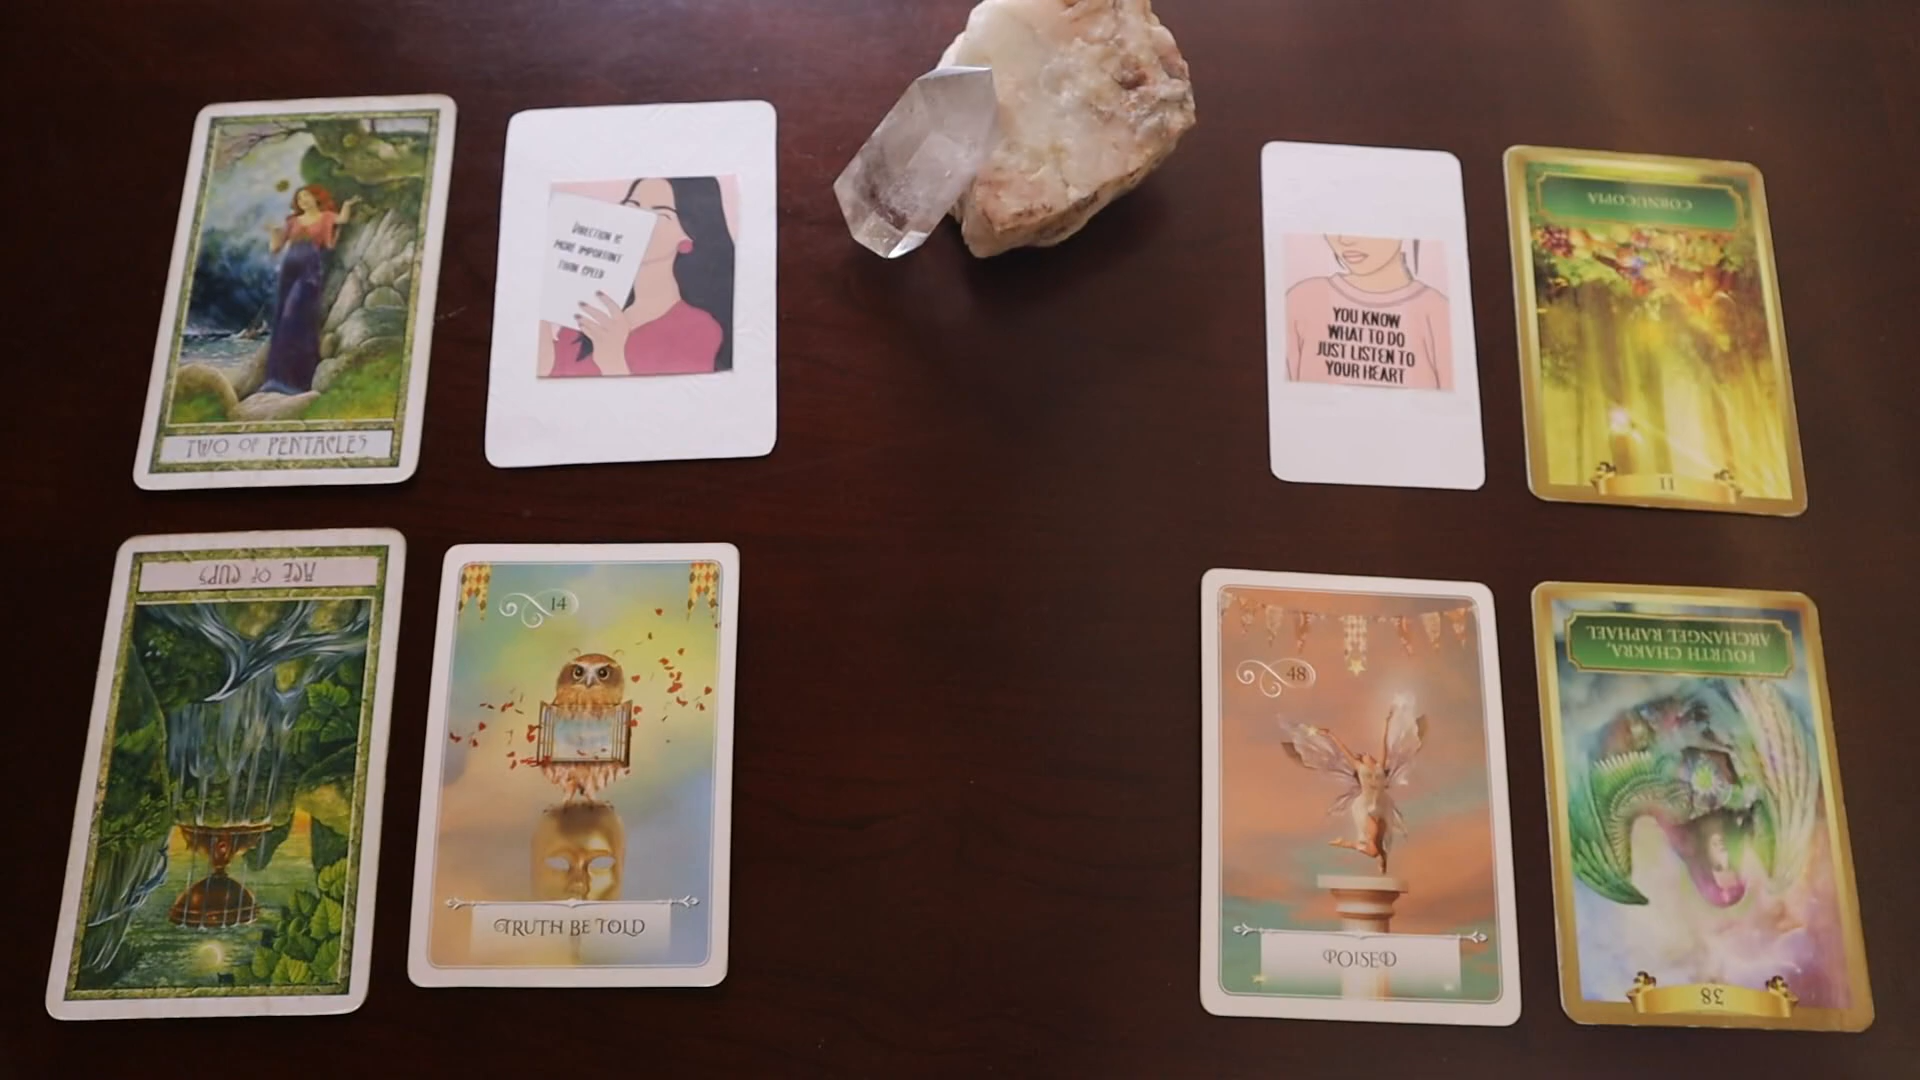 TWO OF PENTACLES
DIRECTION IS
MORE IMPORTANT
THAN SPEED
YOU KNOW
WHAT TO DO
JUST LISTEN TO
YOUR HEART
CORNUCOPIA
11
ACE OF CUPS
14
TRUTH BE TOLD
48
POISED
FOURTH CHAKRA,
ARCHANGEL RAPHAEL
38